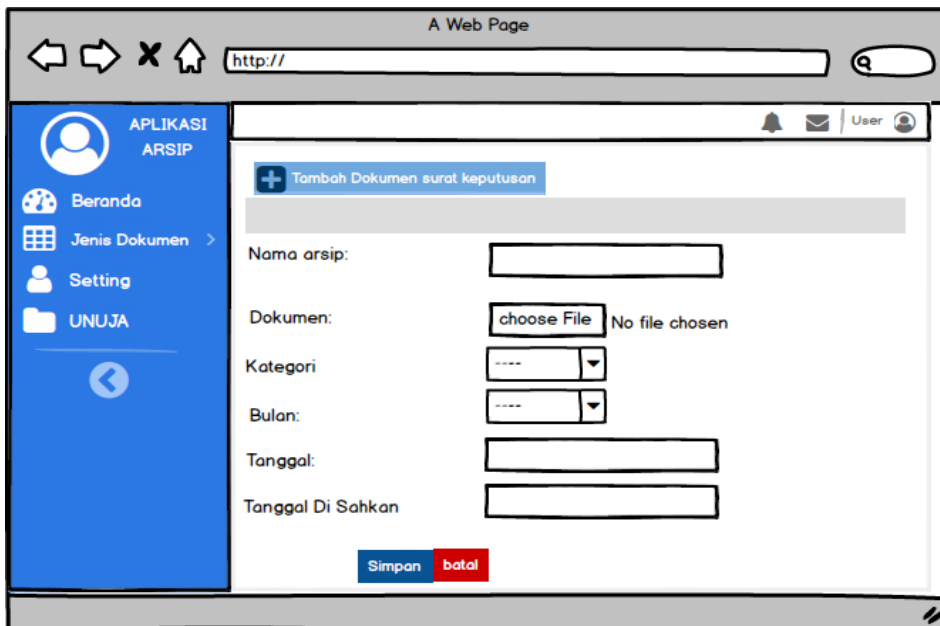 A Web Page
http://
APLIKASI
ARSIP
User
Beranda
Jenis Dokumen
Setting
UNUJA
Tambah Dokumen surat keputusan
Nama arsip:
Dokumen:
choose File No file chosen
Kategori
----
Bulan:
----
Tanggal:
Tanggal Di Sahkan
Simpan batal